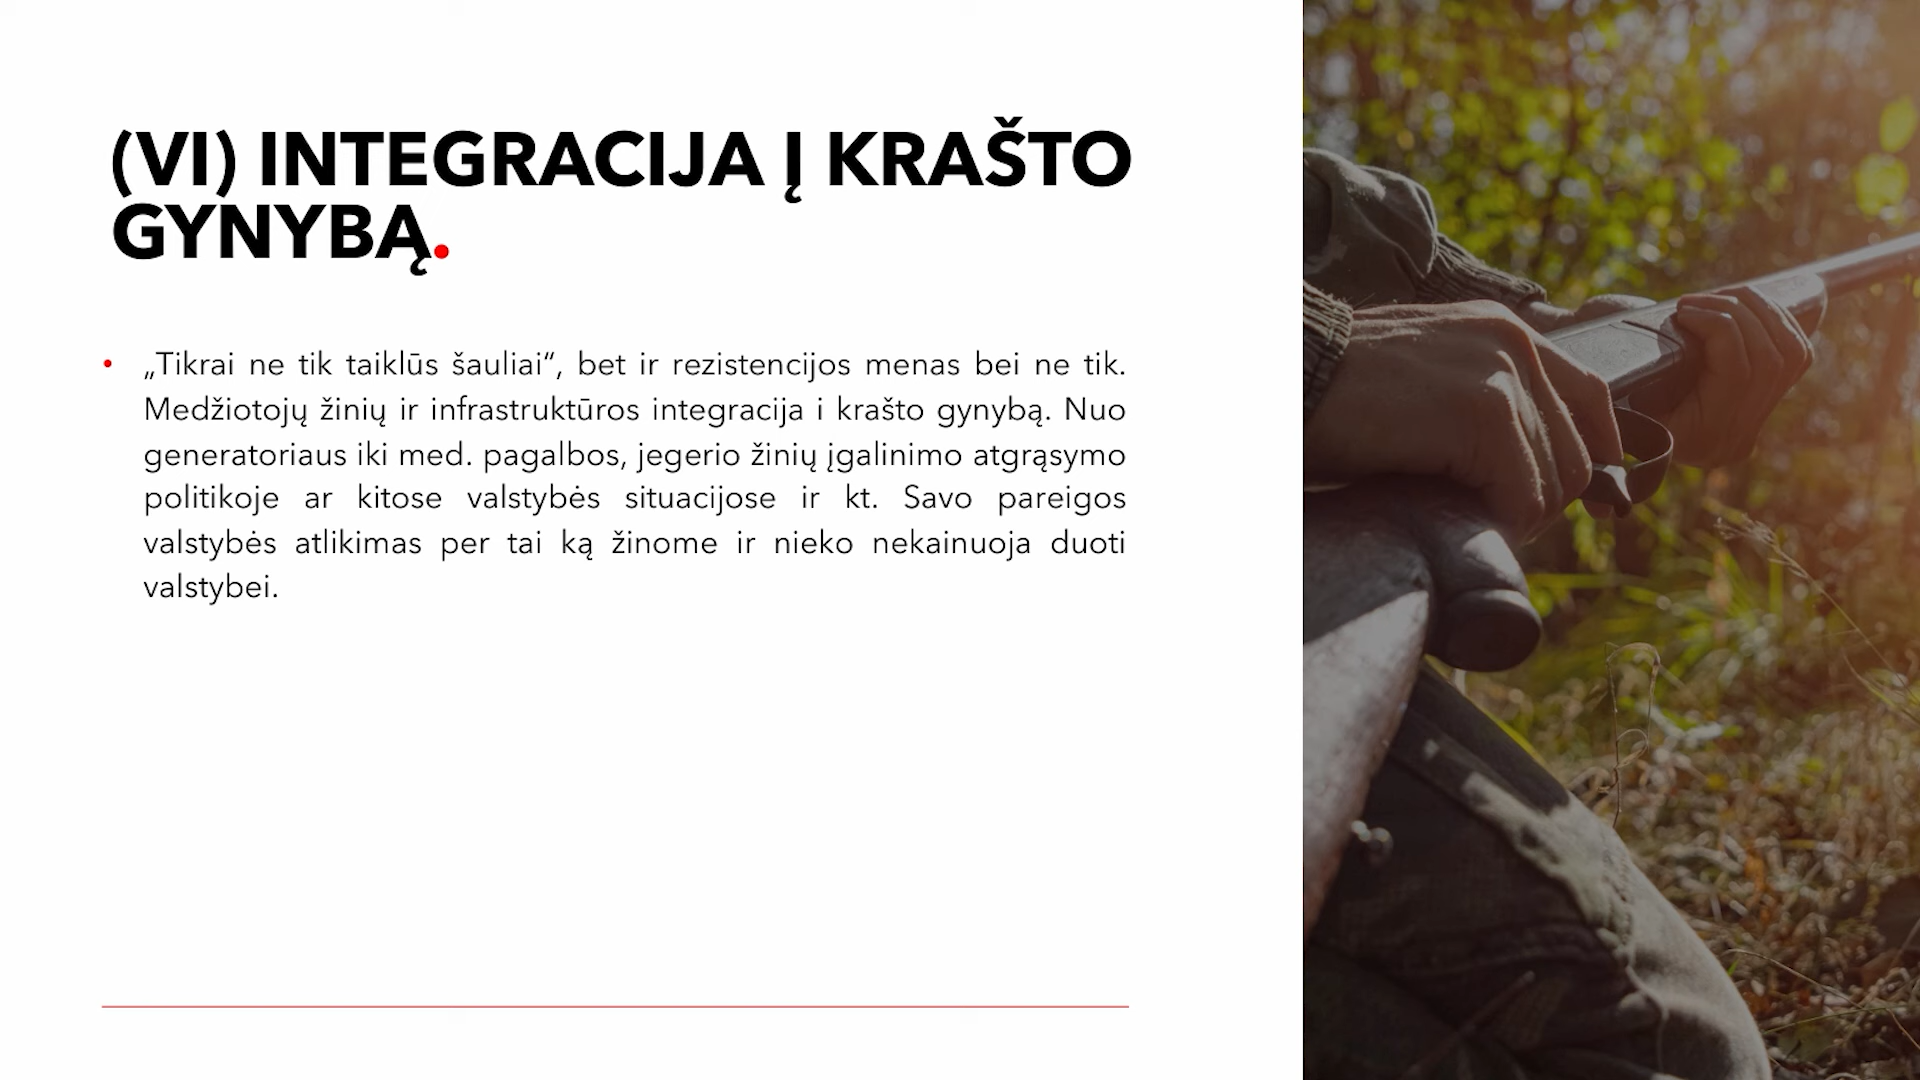 (VI) INTEGRACIJA Į KRAŠTO
GYNYBĄ.
• „Tikrai ne tik taiklūs šauliai“, bet ir rezistencijos menas bei ne tik.
Medžiotojų žinių ir infrastruktūros integracija i krašto gynybą. Nuo
generatoriaus iki med. pagalbos, jegerio žinių įgalinimo atgrąsymo
politikoje ar kitose valstybės situacijose ir kt. Savo pareigos
valstybės atlikimas per tai ką žinome ir nieko nekainuoja duoti
valstybei.